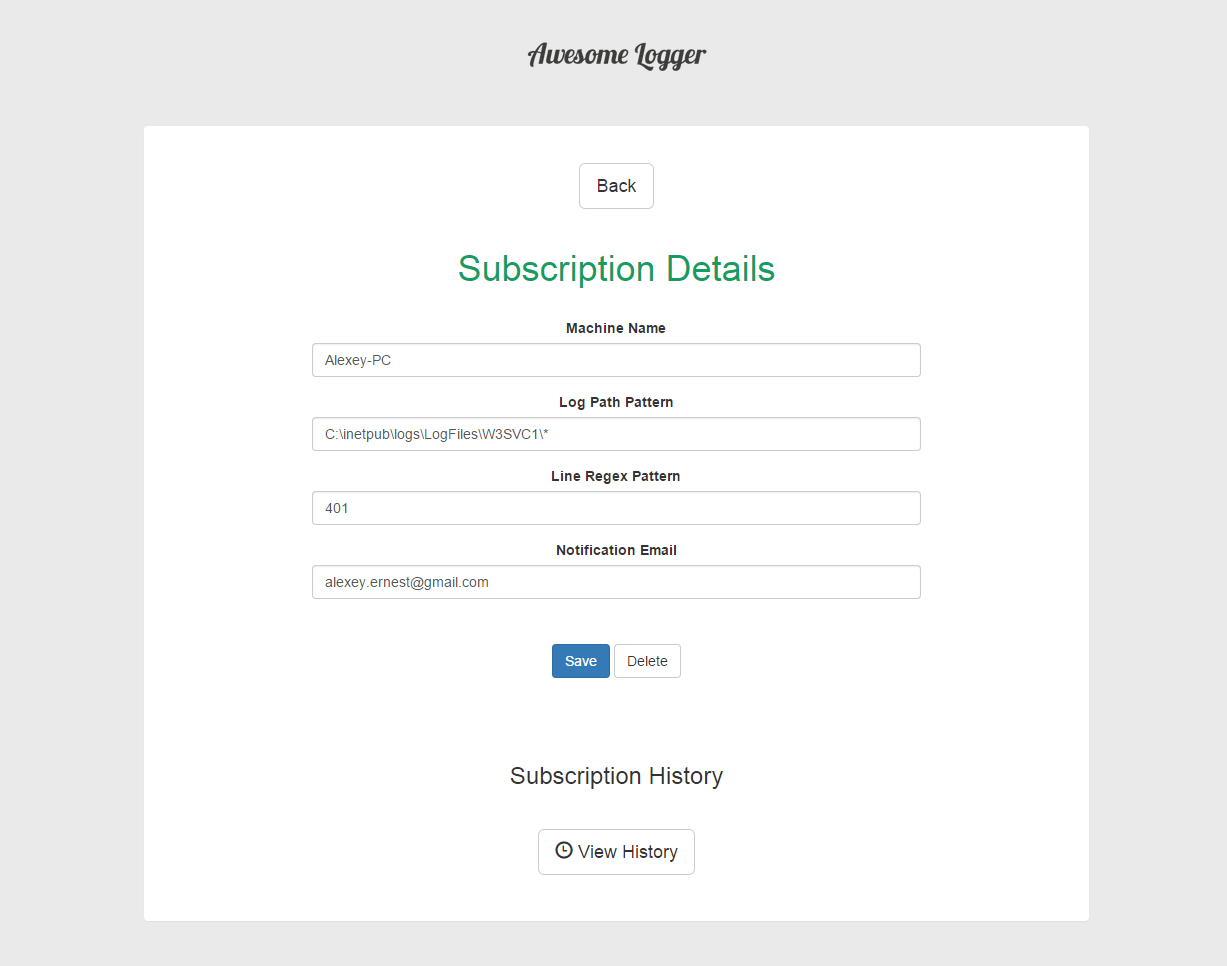 Awesome Logger
Back
Subscription Details
Machine Name
Alexey-PC
Log Path Pattern
C:\inetpub\logs\LogFiles\W3SVC1\*
Line Regex Pattern
401
Notification Email
alexey.ernest@gmail.com
Save Delete
Subscription History
View History